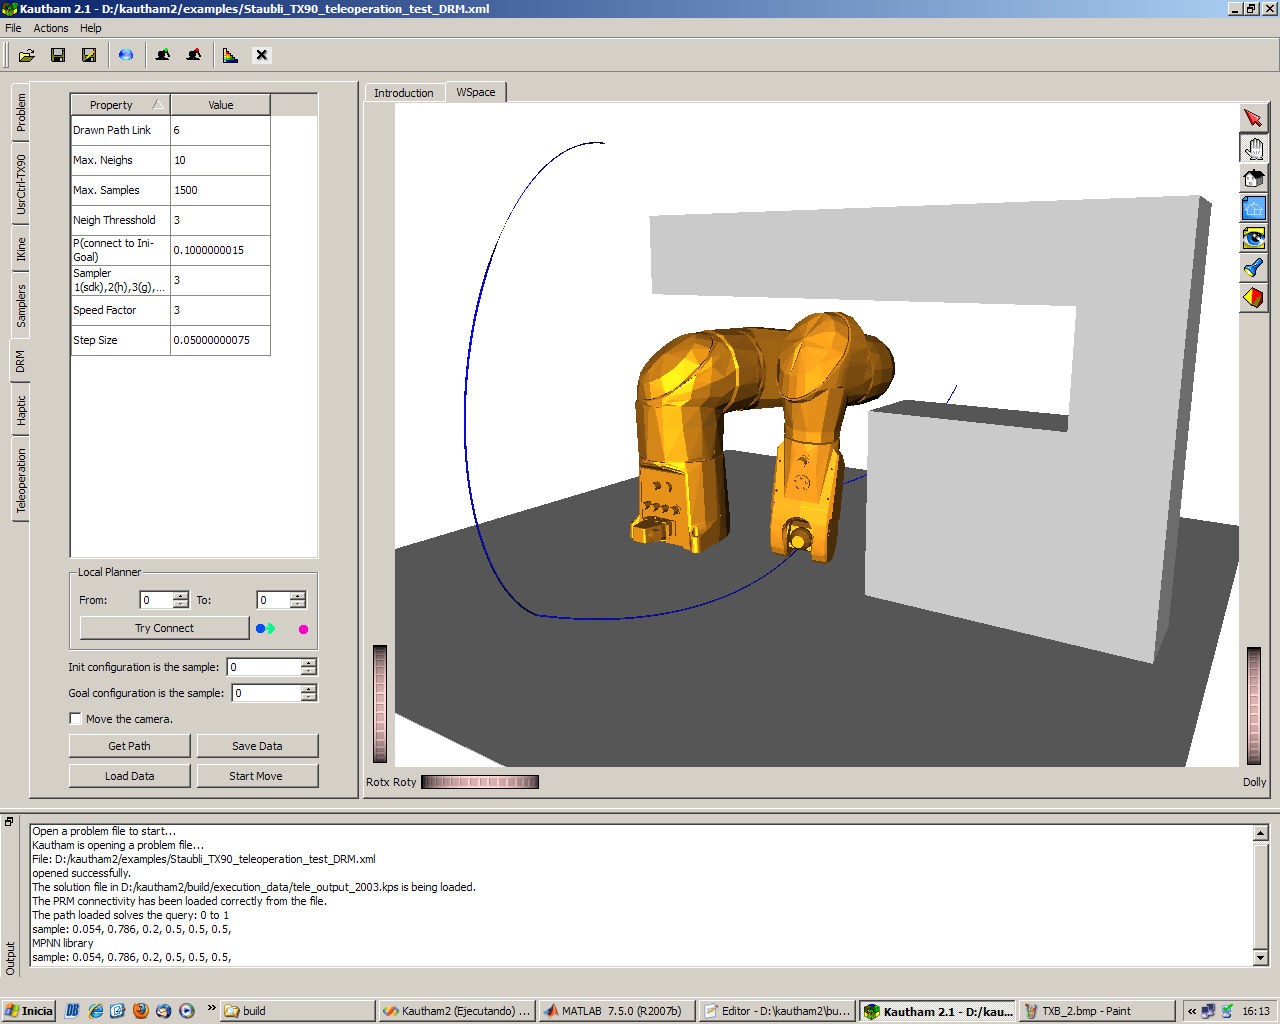 Kautham 2.1 - D:/kautham2/examples/Staubli_TX90_teleoperation_test_DRM.xml
File Actions Help
Problem
UsrCtrl-TX90
IKine
Samplers
DRM
Haptic
Teleoperation
Property Value
Drawn Path Link 6
Max. Neighs 10
Max. Samples 1500
Neigh Thresshold 3
P(connect to Ini-
Goal) 0.1000000015
Sampler
1(sdk),2(h),3(g),... 3
Speed Factor 3
Step Size 0.05000000075
Local Planner
From: 0 To: 0
Try Connect
Init configuration is the sample: 0
Goal configuration is the sample: 0
Move the camera.
Get Path Save Data
Load Data Start Move
Introduction WSpace
Rotx Roty Dolly
Output
Open a problem file to start...
Kautham is opening a problem file...
File: D:/kautham2/examples/Staubli_TX90_teleoperation_test_DRM.xml
opened successfully.
The solution file in D:/kautham2/build/execution_data/tele_output_2003.kps is being loaded.
The PRM connectivity has been loaded correctly from the file.
The path loaded solves the query: 0 to 1
sample: 0.054, 0.786, 0.2, 0.5, 0.5, 0.5,
MPNN library
sample: 0.054, 0.786, 0.2, 0.5, 0.5, 0.5,
Inicio » build Kautham2 (Ejecutando) ... MATLAB 7.5.0 (R2007b) Editor - D:\kautham2\bu... Kautham 2.1 - D:/kau... TXB_2.bmp - Paint « 16:13